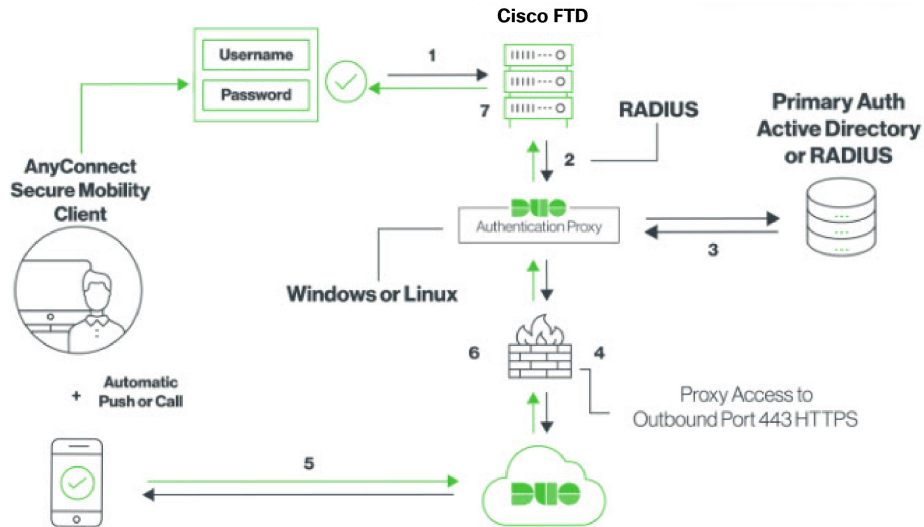 Cisco FTD
Username
Password
1
7
RADIUS
2
Primary Auth
Active Directory
or RADIUS
AnyConnect
Secure Mobility
Client
DUO
Authentication Proxy
3
Windows or Linux
6
4
Automatic
+
Push or Call
Proxy Access to
Outbound Port 443 HTTPS
5
DUO